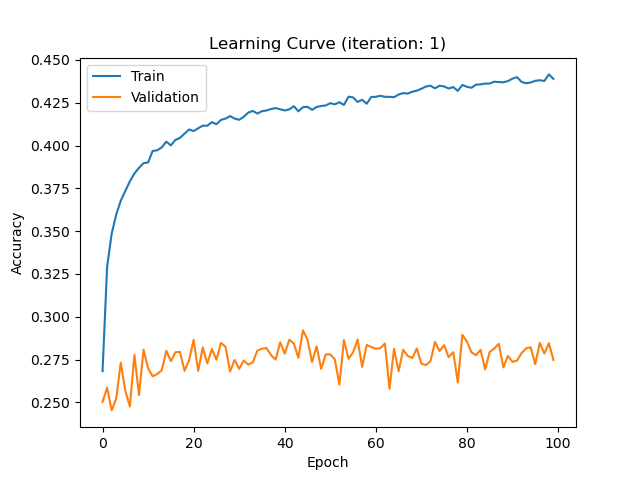 Learning Curve (iteration: 1)
Train
Validation
Accuracy
0.450
0.425
0.400
0.375
0.350
0.325
0.300
0.275
0.250
0 20 40 60 80 100
Epoch